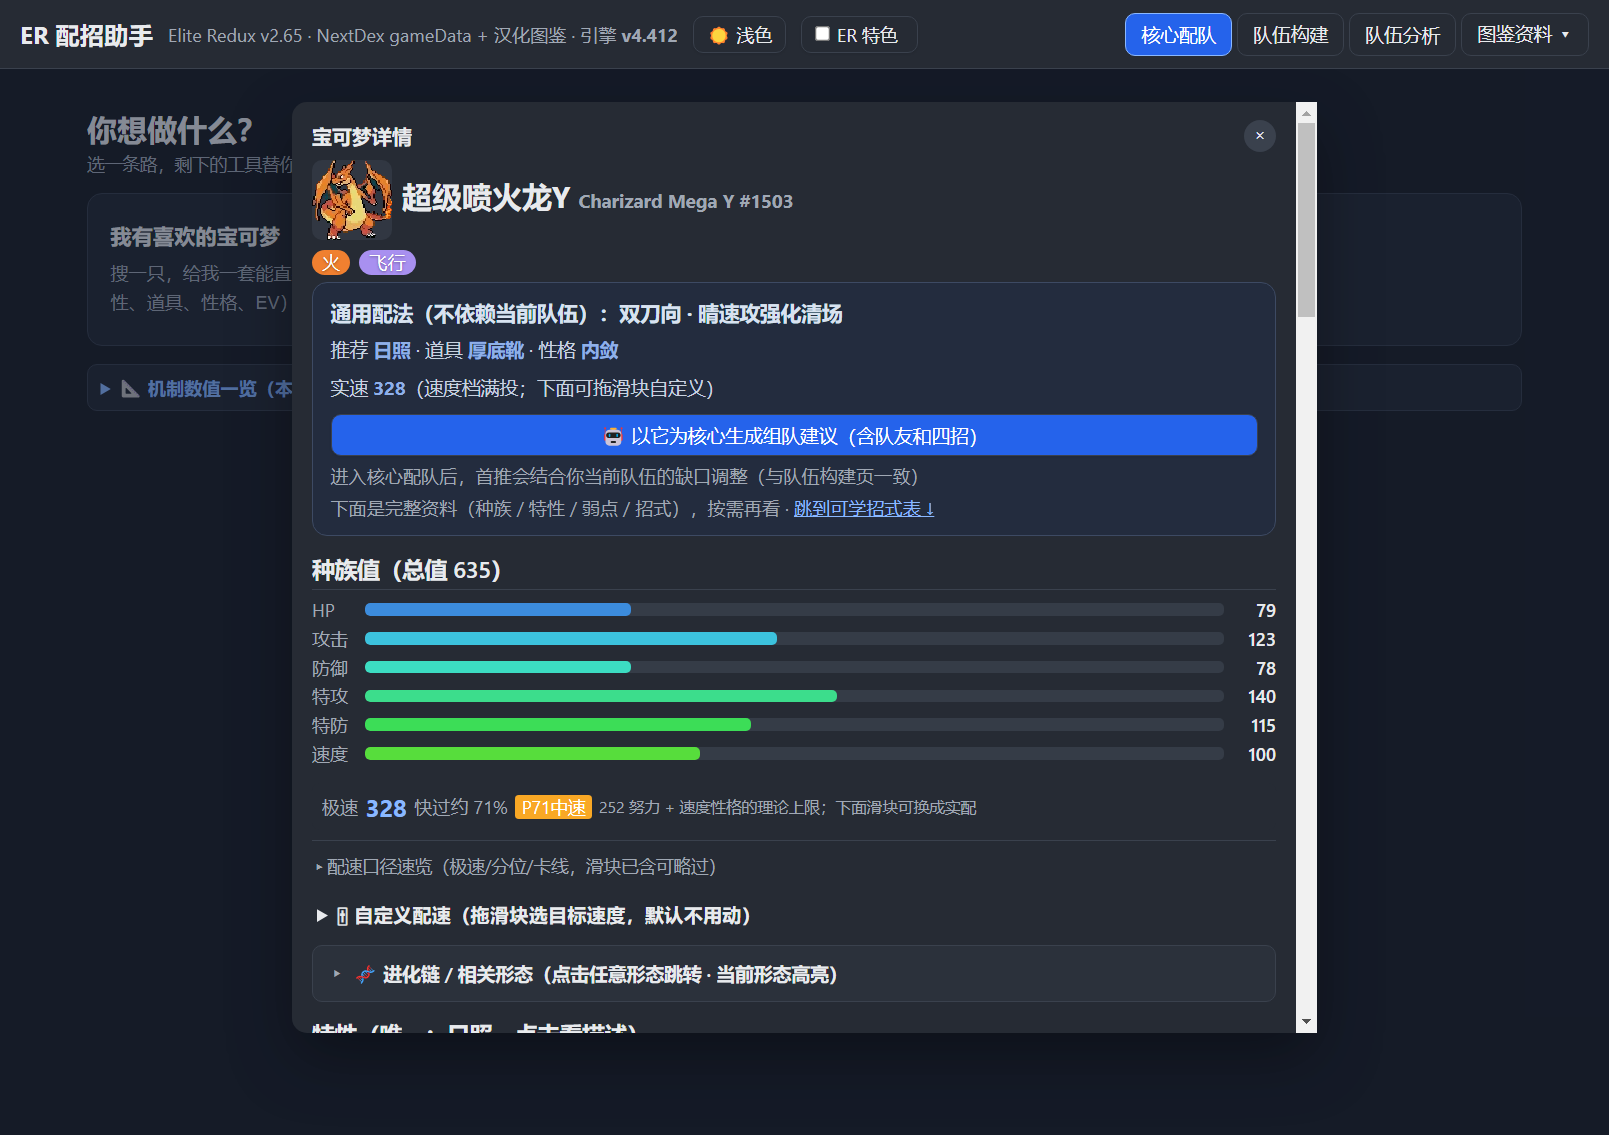 ER 配招助手 Elite Redux v2.65 · NextDex gameData + 汉化图鉴 · 引擎 v4.412 浅色 ER 特色 核心配队 队伍构建 队伍分析 图鉴资料 ▼
你想做什么?
选一条路，剩下的工具替你
我有喜欢的宝可梦
搜一只，给我一套能直
性、道具、性格、EV）
▶ 机制数值一览（本
宝可梦详情 ×
超级喷火龙Y Charizard Mega Y #1503
火 飞行
通用配法（不依赖当前队伍）：双刀向 · 晴速攻强化清场
推荐 日照 · 道具 厚底靴 · 性格 内敛
实速 328（速度档满投；下面可拖滑块自定义）
以它为核心生成组队建议（含队友和四招）
进入核心配队后，首推会结合你当前队伍的缺口调整（与队伍构建页一致）
下面是完整资料（种族 / 特性 / 弱点 / 招式），按需再看 · 跳到可学招式表 ↓
种族值（总值 635）
HP 79
攻击 123
防御 78
特攻 140
特防 115
速度 100
极速 328 快过约 71% P71中速 252 努力 + 速度性格的理论上限；下面滑块可换成实配
▸ 配速口径速览（极速/分位/卡线，滑块已含可略过）
▶ 自定义配速（拖滑块选目标速度，默认不用动）
▸ 进化链 / 相关形态（点击任意形态跳转 · 当前形态高亮）